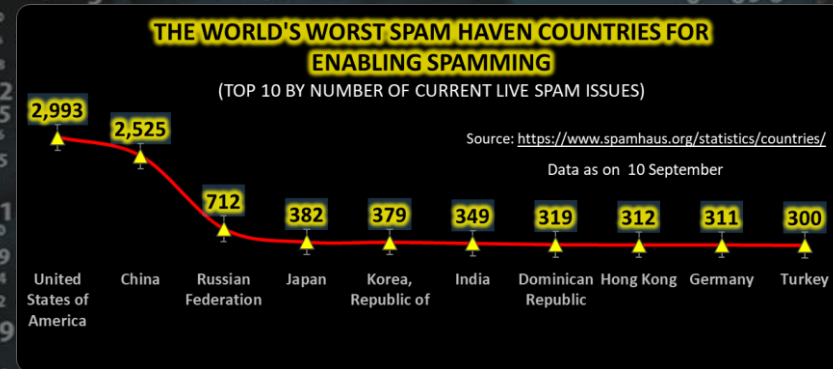 THE WORLD'S WORST SPAM HAVEN COUNTRIES FOR
ENABLING SPAMMING
(TOP 10 BY NUMBER OF CURRENT LIVE SPAM ISSUES)
Source: https://www.spamhaus.org/statistics/countries/
Data as on 10 September
2,993
2,525
712
382
379
349
319
312
311
300
United
States of
America
China
Russian
Federation
Japan
Korea,
Republic of
India
Dominican
Republic
Hong Kong
Germany
Turkey